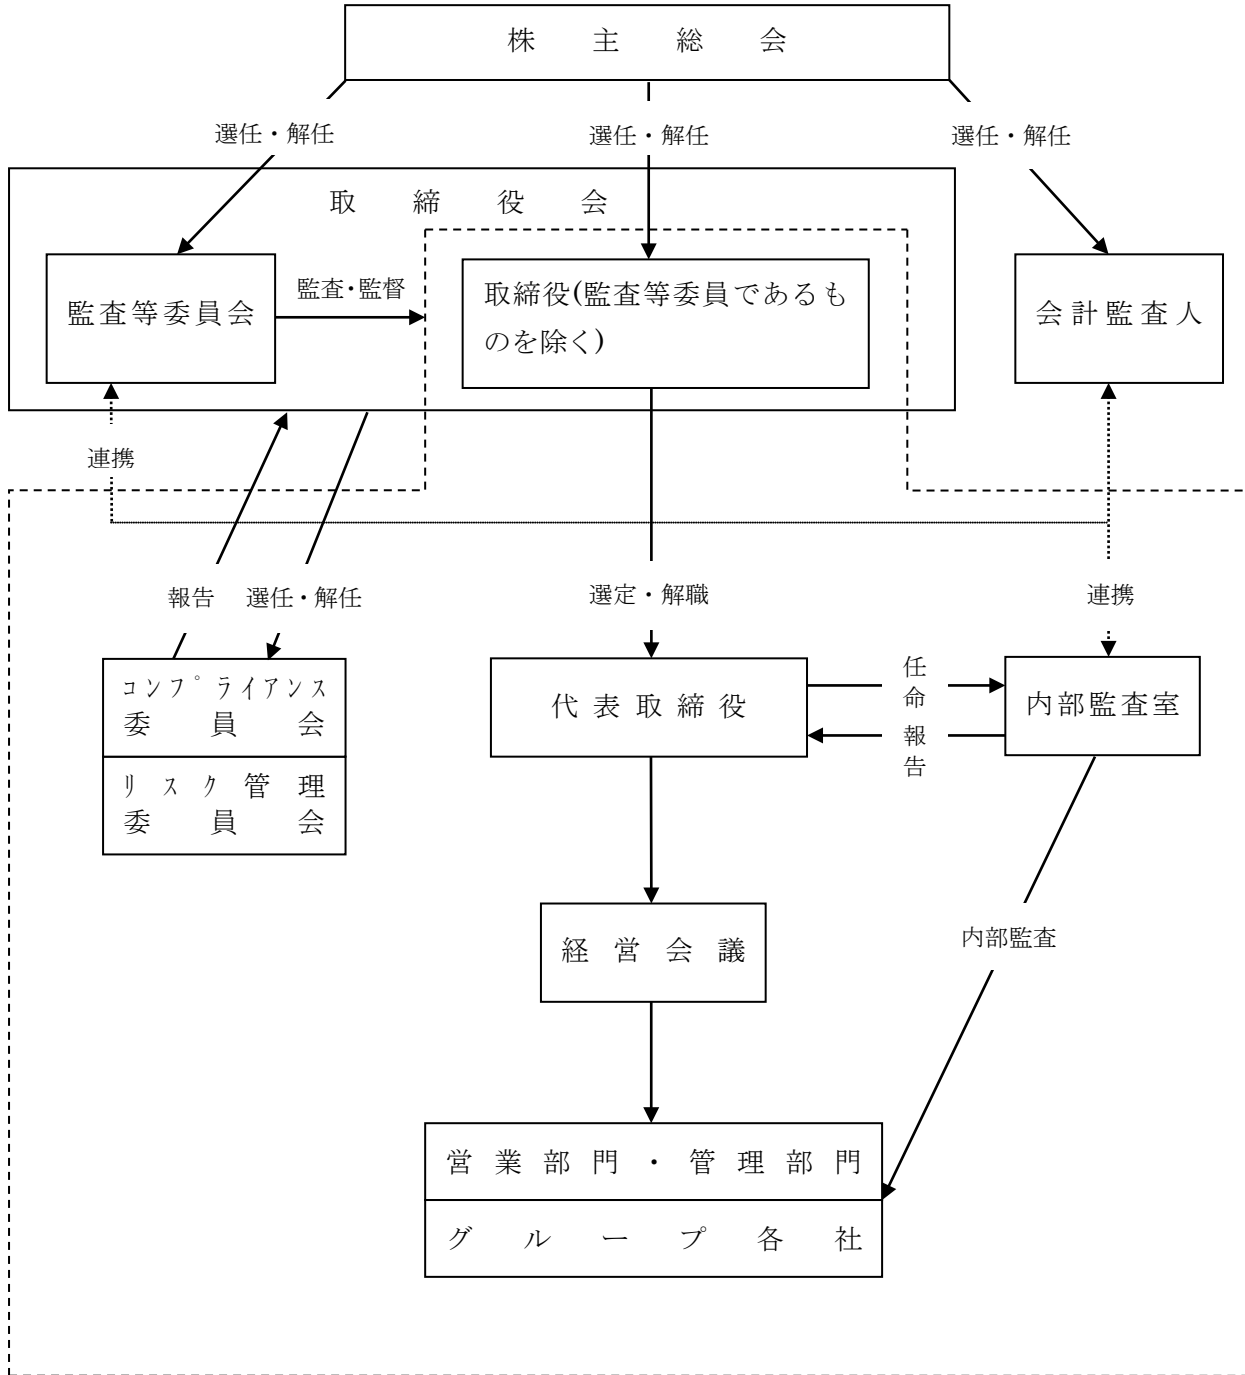 株主総会
選任・解任
選任・解任
選任・解任
取締役会
監査等委員会
監査・監督
取締役(監査等委員であるも
のを除く)
会計監査人
連携
報告
選任・解任
選定・解職
連携
コンプライアンス
委員会
リスク管理
委員会
代表取締役
任命
報告
内部監査室
経営会議
内部監査
営業部門・管理部門
グループ各社